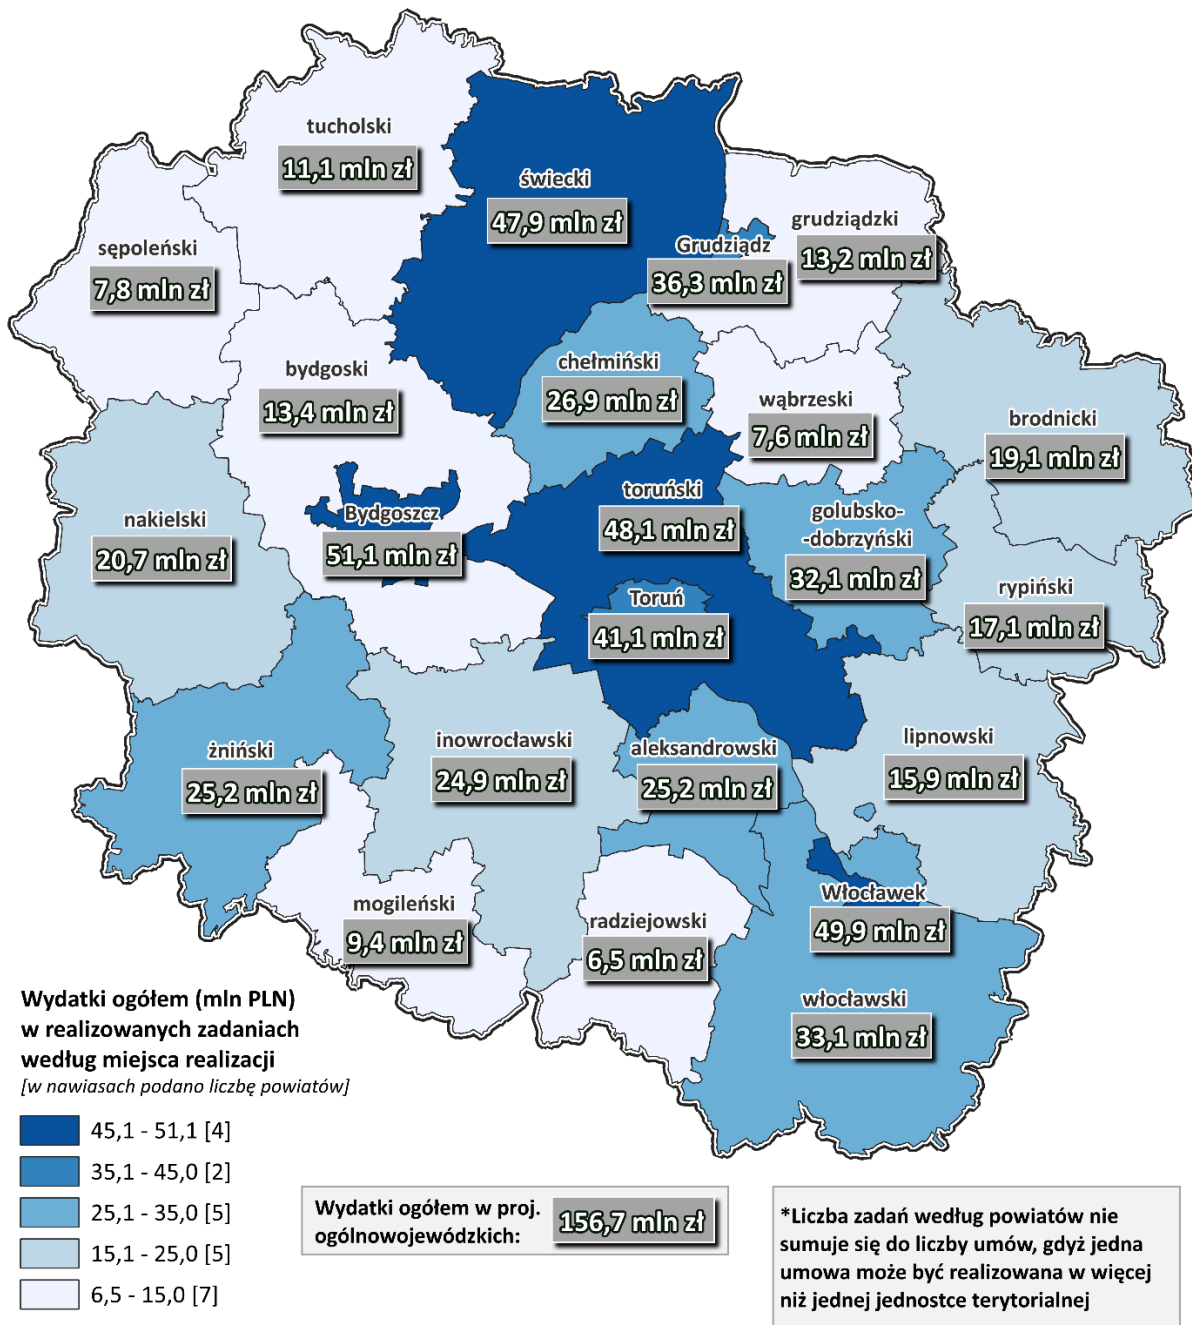 tucholski
11,1 mln zł
świecki
47,9 mln zł
sępoleński
7,8 mln zł
grudziądzki
13,2 mln zł
Grudziądz
36,3 mln zł
bydgoski
13,4 mln zł
chełmiński
26,9 mln zł
wąbrzeski
7,6 mln zł
brodnicki
19,1 mln zł
nakielski
20,7 mln zł
Bydgoszcz
51,1 mln zł
toruński
48,1 mln zł
golubsko-
-dobrzyński
32,1 mln zł
Toruń
41,1 mln zł
rypiński
17,1 mln zł
żniński
25,2 mln zł
inowrocławski
24,9 mln zł
aleksandrowski
25,2 mln zł
lipnowski
15,9 mln zł
mogileński
9,4 mln zł
radziejowski
6,5 mln zł
Włocławek
49,9 mln zł
włocławski
33,1 mln zł
Wydatki ogółem (mln PLN)
w realizowanych zadaniach
według miejsca realizacji
[w nawiasach podano liczbę powiatów]
45,1 - 51,1 [4]
35,1 - 45,0 [2]
25,1 - 35,0 [5]
15,1 - 25,0 [5]
6,5 - 15,0 [7]
Wydatki ogółem w proj.
ogólnowojewódzkich:
156,7 mln zł
*Liczba zadań według powiatów nie
sumuje się do liczby umów, gdyż jedna
umowa może być realizowana w więcej
niż jednej jednostce terytorialnej